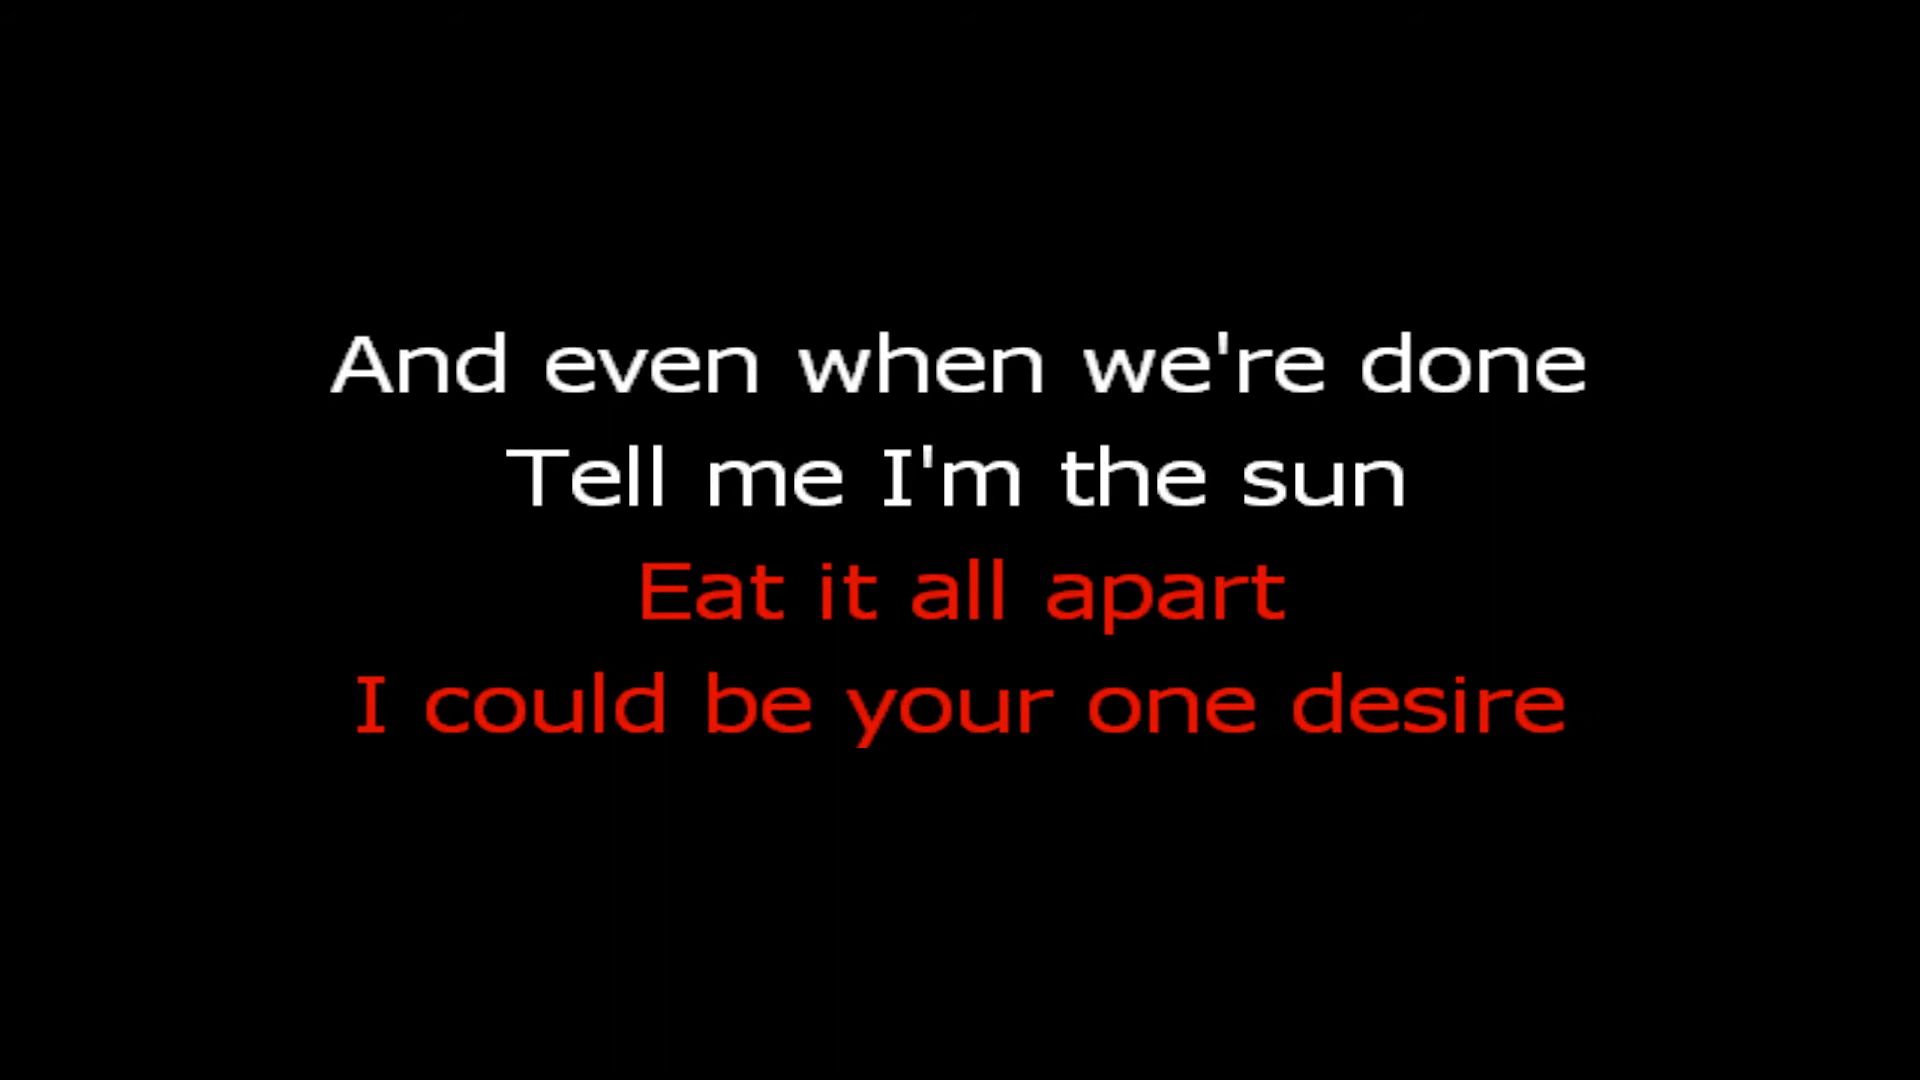 And even when we're done
Tell me I'm the sun
Eat it all apart
I could be your one desire